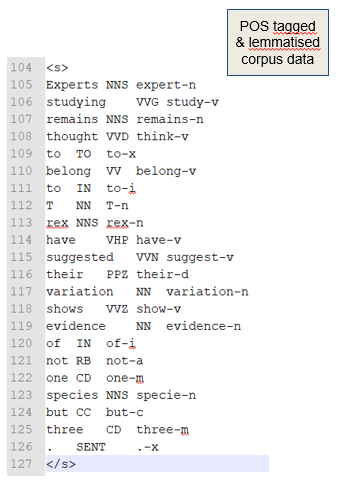 POS tagged
& lemmatised
corpus data
104 <s>
105 Experts NNS expert-n
106 studying VVG study-v
107 remains NNS remains-n
108 thought VVD think-v
109 to TO to-x
110 belong VV belong-v
111 to IN to-i
112 T NN T-n
113 rex NNS rex-n
114 have VHP have-v
115 suggested VVN suggest-v
116 their PPZ their-d
117 variation NN variation-n
118 shows VVZ show-v
119 evidence NN evidence-n
120 of IN of-i
121 not RB not-a
122 one CD one-m
123 species NNS specie-n
124 but CC but-c
125 three CD three-m
126 . SENT .-x
127 </s>